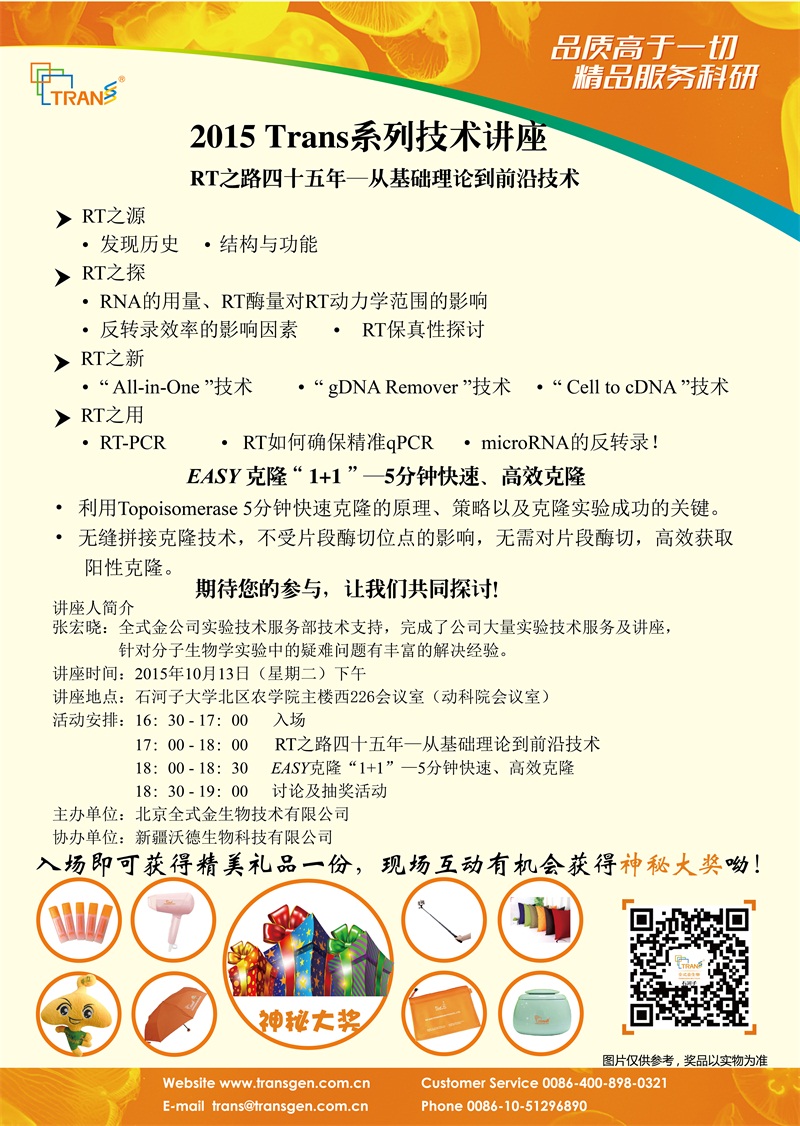 品质高于一切
精品服务科研
TRANS®
2015 Trans系列技术讲座
RT之路四十五年—从基础理论到前沿技术
➤ RT之源
• 发现历史 • 结构与功能
➤ RT之探
• RNA的用量、RT酶量对RT动力学范围的影响
• 反转录效率的影响因素 • RT保真性探讨
➤ RT之新
• “ All-in-One ”技术 • “ gDNA Remover ”技术 • “ Cell to cDNA ”技术
➤ RT之用
• RT-PCR • RT如何确保精准qPCR • microRNA的反转录！
EASY 克隆“ 1+1 ”—5分钟快速、高效克隆
• 利用Topoisomerase 5分钟快速克隆的原理、策略以及克隆实验成功的关键。
• 无缝拼接克隆技术，不受片段酶切位点的影响，无需对片段酶切，高效获取
阳性克隆。
期待您的参与，让我们共同探讨！
讲座人简介
张宏晓：全式金公司实验技术服务部技术支持，完成了公司大量实验技术服务及讲座，
针对分子生物学实验中的疑难问题有丰富的解决经验。
讲座时间：2015年10月13日（星期二）下午
讲座地点：石河子大学北区农学院主楼西226会议室（动科院会议室）
活动安排：16：30 - 17：00 入场
17：00 - 18：00 RT之路四十五年—从基础理论到前沿技术
18：00 - 18：30 EASY克隆“1+1”—5分钟快速、高效克隆
18：30 - 19：00 讨论及抽奖活动
主办单位：北京全式金生物技术有限公司
协办单位：新疆沃德生物科技有限公司
入场即可获得精美礼品一份，现场互动有机会获得神秘大奖呦！
神秘大奖
TRANS
石河子
图片仅供参考，奖品以实物为准
Website www.transgen.com.cn Customer Service 0086-400-898-0321
E-mail trans@transgen.com.cn Phone 0086-10-51296890